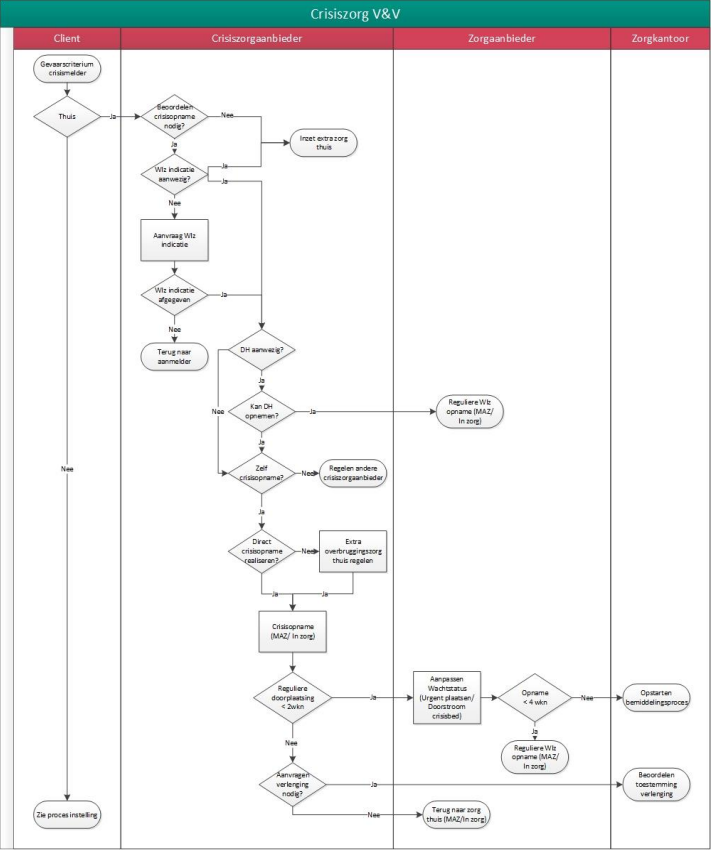 Crisiszorg V&V
Client
Crisiszorgaanbieder
Zorgaanbieder
Zorgkantoor
Gevaarscriterium
crisismelder
Thuis
Ja
Beoordelen
crisisopname
nodig?
Nee
Inzet extra zorg
thuis
Ja
Wlz indicatie
aanwezig?
Ja
Ja
Nee
Aanvraag Wlz
indicatie
Wlz indicatie
afgegeven
Ja
Nee
Terug naar
aanmelder
DH aanwezig?
Ja
Nee
Kan DH
opnemen?
Ja
Reguliere Wlz
opname (MAZ/
In zorg)
Ja
Zelf
crisisopname?
Nee
Regelen andere
crisiszorgaanbieder
Ja
Nee
Direct
crisisopname
realiseren?
Nee
Extra
overbruggingszorg
thuis regelen
Ja
Ja
Crisisopname
(MAZ/ In zorg)
Reguliere
doorplaatsing
< 2wkn
Ja
Aanpassen
Wachtstatus
(Urgent plaatsen/
Doorstroom
crisisbed)
Opname
< 4 wkn
Nee
Opstarten
bemiddelingsproces
Ja
Reguliere Wlz
opname (MAZ/
In zorg)
Nee
Aanvragen
verlenging
nodig?
Ja
Beoordelen
toestemming
verlenging
Nee
Terug naar zorg
thuis (MAZ/In zorg)
Zie proces instelling